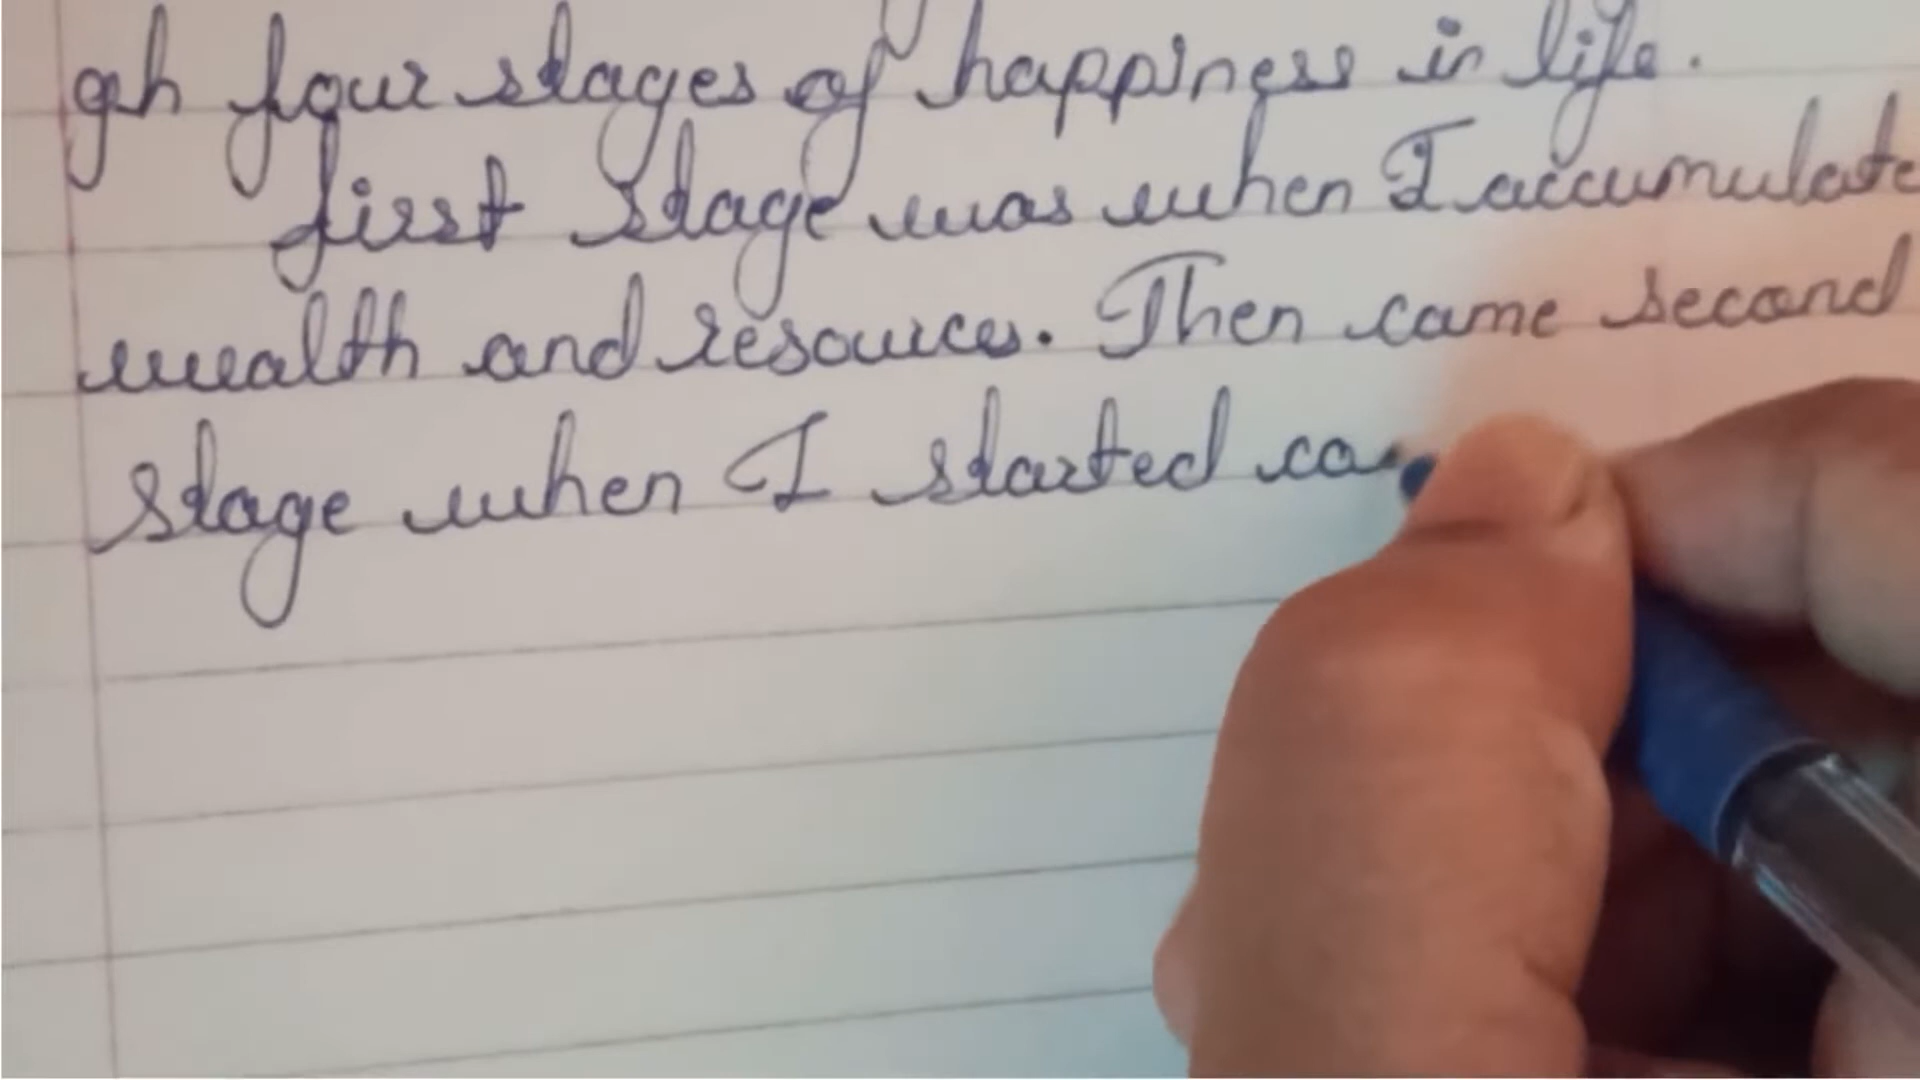 gh four stages of happiness in life.
first stage was when I accumulate
wealth and resources. Then came second
stage when I started co